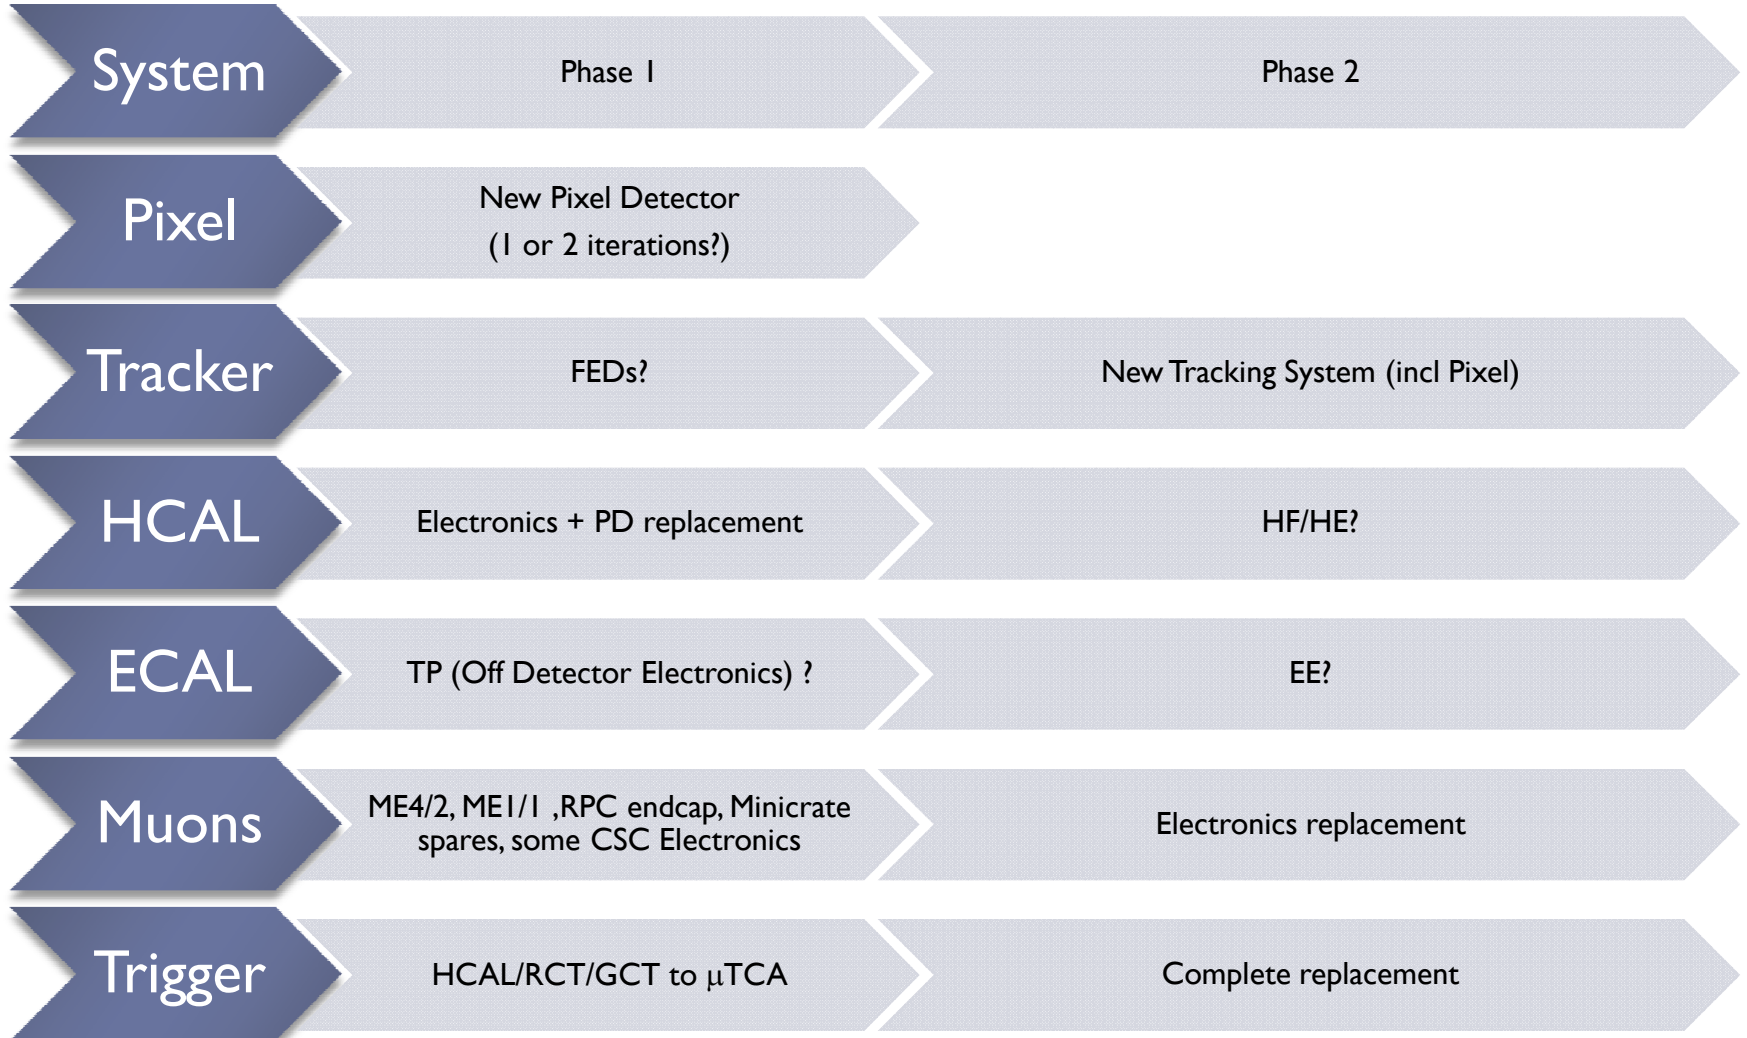 System
Phase 1
Phase 2
Pixel
New Pixel Detector
(1 or 2 iterations?)
Tracker
FEDs?
New Tracking System (incl Pixel)
HCAL
Electronics + PD replacement
HF/HE?
ECAL
TP (Off Detector Electronics) ?
EE?
Muons
ME4/2, ME1/1 ,RPC endcap, Minicrate
spares, some CSC Electronics
Electronics replacement
Trigger
HCAL/RCT/GCT to μTCA
Complete replacement